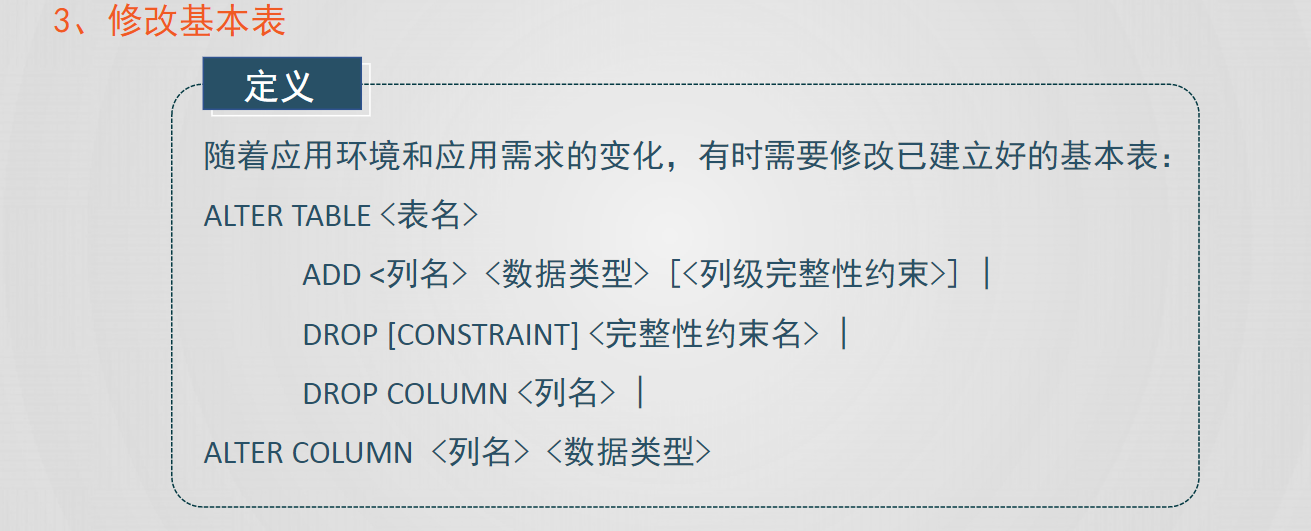 3、修改基本表
定义
随着应用环境和应用需求的变化，有时需要修改已建立好的基本表：
ALTER TABLE <表名>
ADD <列名> <数据类型> [<列级完整性约束>] |
DROP [CONSTRAINT] <完整性约束名> |
DROP COLUMN <列名> |
ALTER COLUMN <列名> <数据类型>